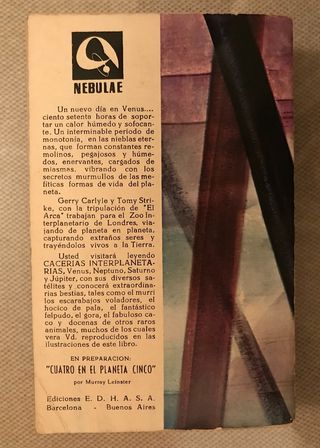 NEBULAE
Un nuevo día en Venus....
ciento setenta horas de sopor-
tar un calor húmedo y sofocan-
te. Un interminable período de
monotonía, en las nieblas eter-
nas, que forman constantes re-
molinos, pegajosos y húme-
dos, enervantes, cargados de
miasmas, vibrando con los
secretos murmullos de las me-
fíticas formas de vida del pla-
neta.
Gerry Carlyle y Tomy Stri-
ke, con la tripulación de "El
Arca" trabajan para el Zoo In-
terplanetario de Londres, via-
jando de planeta en planeta,
capturando extraños seres y
trayéndolos vivos a la Tierra.
Usted visitará leyendo
CACERIAS INTERPLANETA-
RIAS, Venus, Neptuno, Saturno
y Júpiter, con sus diversos sa-
télites y conocerá extraordina-
rias bestias, tales como el murri
los escarabajos voladores, el
hocico de pala, el fantástico
felpudo, el gora, el fabuloso ca-
co y docenas de otros raros
animales, muchos de los cuales
vera Vd. reproducidos en las
ilustraciones de este libro.
EN PREPARACION:
"CUATRO EN EL PLANETA CINCO"
por Murray Leinster
Ediciones E. D. H. A. S. A.
Barcelona - Buenos Aires